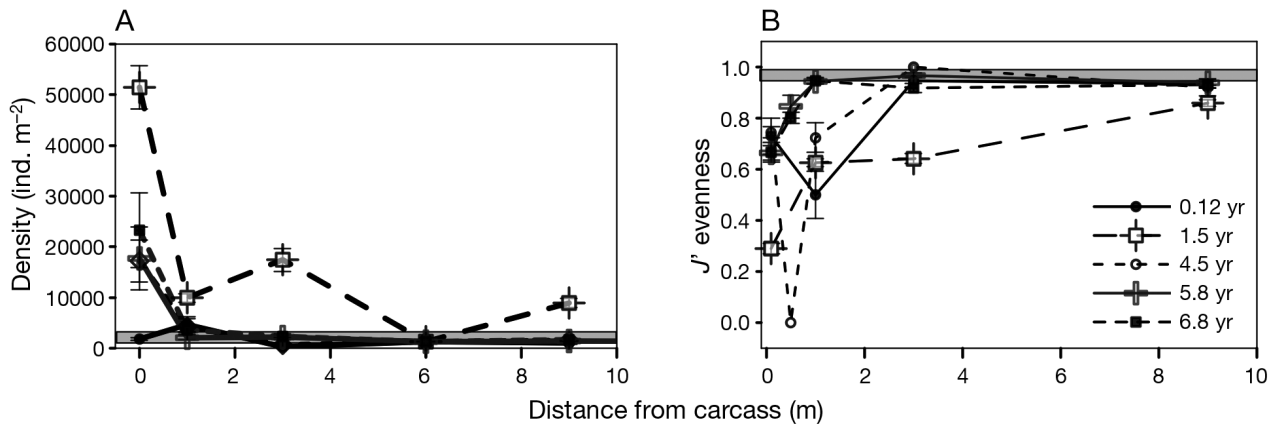 A
B
60000
50000
40000
30000
20000
10000
0
Density (ind. m–2)
0 2 4 6 8 10
1.0
0.8
0.6
0.4
0.2
0.0
J' evenness
0.12 yr
1.5 yr
4.5 yr
5.8 yr
6.8 yr
0 2 4 6 8 10
Distance from carcass (m)